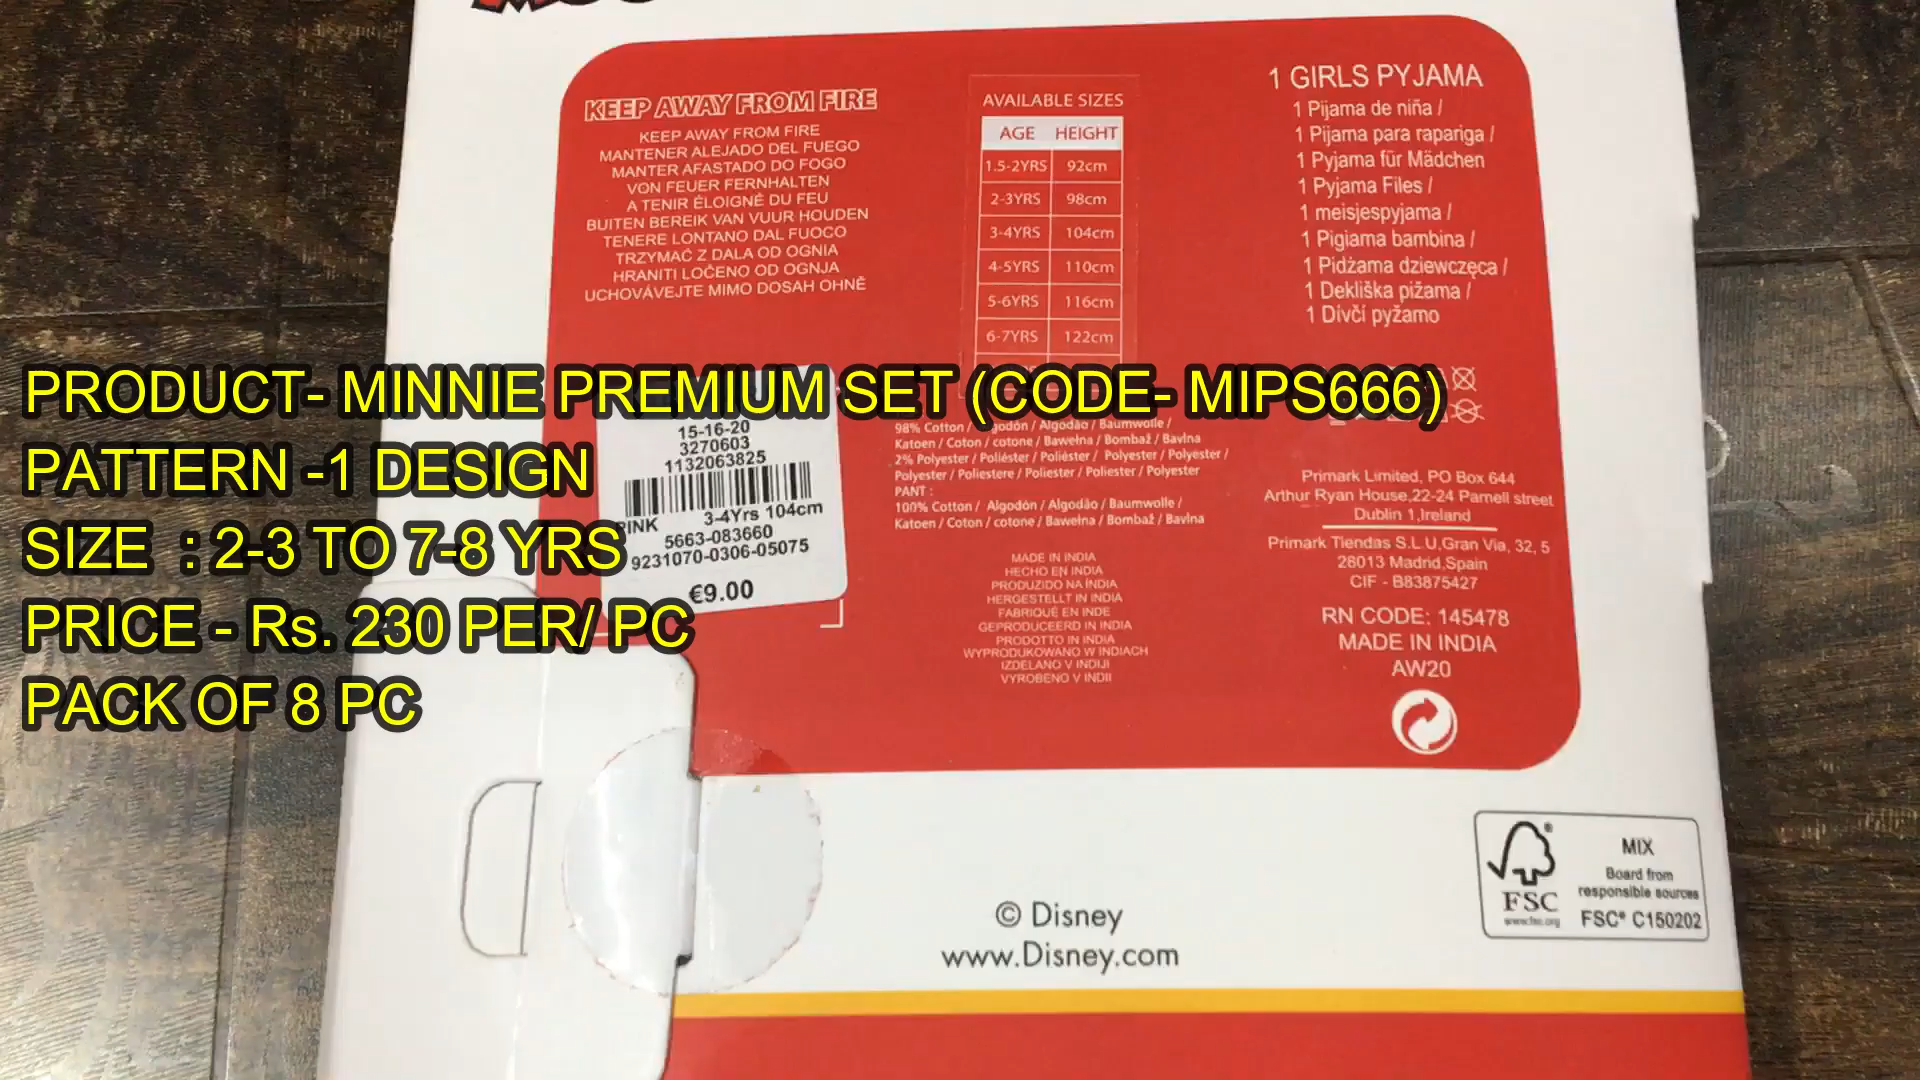 KEEP AWAY FROM FIRE
KEEP AWAY FROM FIRE
MANTENER ALEJADO DEL FUEGO
MANTER AFASTADO DO FOGO
VON FEUER FERNHALTEN
A TENIR ÉLOIGNÉ DU FEU
BUITEN BEREIK VAN VUUR HOUDEN
TENERE LONTANO DAL FUOCO
TRZYMAĆ Z DALA OD OGNIA
HRANITI LOČENO OD OGNJA
UCHOVÁVEJTE MIMO DOSAH OHNĚ
AVAILABLE SIZES
AGE HEIGHT
1.5-2YRS 92cm
2-3YRS 98cm
3-4YRS 104cm
4-5YRS 110cm
5-6YRS 116cm
6-7YRS 122cm
1 GIRLS PYJAMA
1 Pijama de niña /
1 Pijama para rapariga /
1 Pyjama für Mädchen
1 Pyjama Files /
1 meisjespyjama /
1 Pigiama bambina /
1 Pidżama dziewczęca /
1 Dekliška pižama /
1 Dívčí pyžamo
PRODUCT- MINNIE PREMIUM SET (CODE- MIPS666)
PATTERN -1 DESIGN
SIZE : 2-3 TO 7-8 YRS
PRICE - Rs. 230 PER/ PC
PACK OF 8 PC
15-16-20
3270603
1132063825
PINK 3-4Yrs 104cm
5663-083660
9231070-0306-05075
€9.00
98% Cotton / Algodón / Algodão / Baumwolle /
Katoen / Coton / cotone / Bawełna / Bombaž / Bavlna
2% Polyester / Poliéster / Poliéster / Polyester / Polyester /
Polyester / Poliestere / Poliester / Poliester / Polyester
PANT :
100% Cotton / Algodón / Algodão / Baumwolle /
Katoen / Coton / cotone / Bawełna / Bombaž / Bavlna
MADE IN INDIA
HECHO EN INDIA
PRODUZIDO NA ÍNDIA
HERGESTELLT IN INDIA
FABRIQUÉ EN INDE
GEPRODUCEERD IN INDIA
PRODOTTO IN INDIA
WYPRODUKOWANO W INDIACH
IZDELANO V INDIJI
VYROBENO V INDII
Primark Limited, PO Box 644
Arthur Ryan House,22-24 Parnell street
Dublin 1,Ireland
Primark Tiendas S.L.U,Gran Via, 32, 5
28013 Madrid,Spain
CIF - B83875427
RN CODE: 145478
MADE IN INDIA
AW20
© Disney
www.Disney.com
FSC
www.fsc.org
MIX
Board from
responsible sources
FSC® C150202